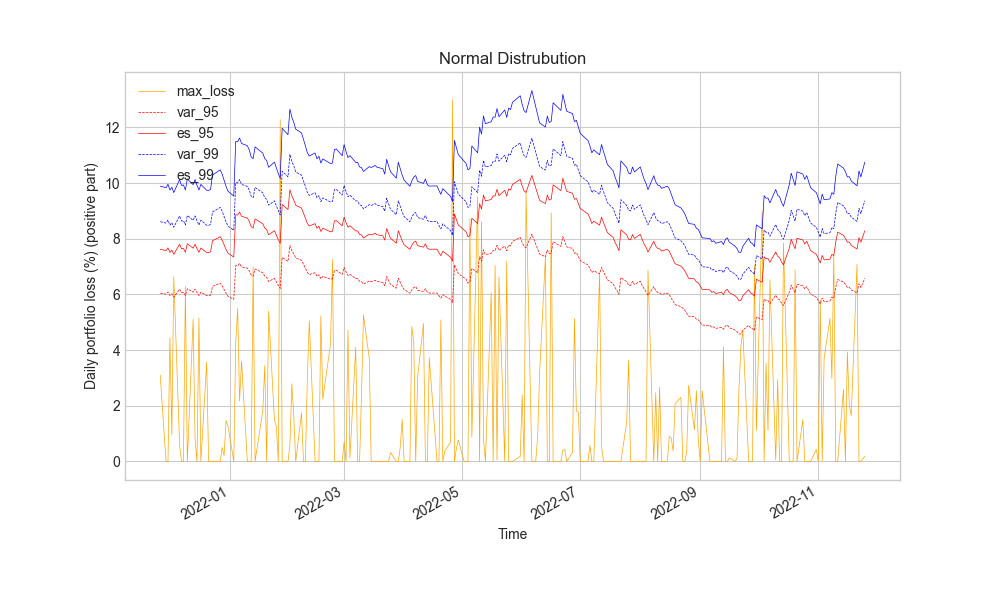 Normal Distrubution
max_loss
var_95
es_95
var_99
es_99
Daily portfolio loss (%) (positive part)
12
10
8
6
4
2
0
2022-01
2022-03
2022-05
2022-07
2022-09
2022-11
Time